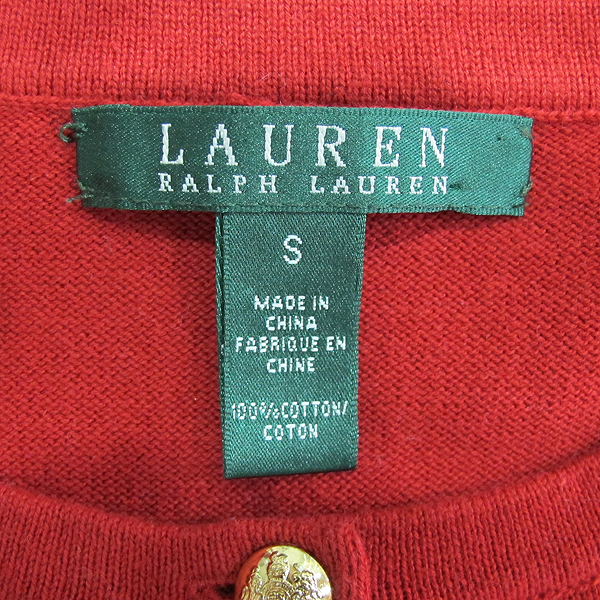 LAUREN
RALPH LAUREN
S
MADE IN
CHINA
FABRIQUE EN
CHINE
100%COTTON/
COTON